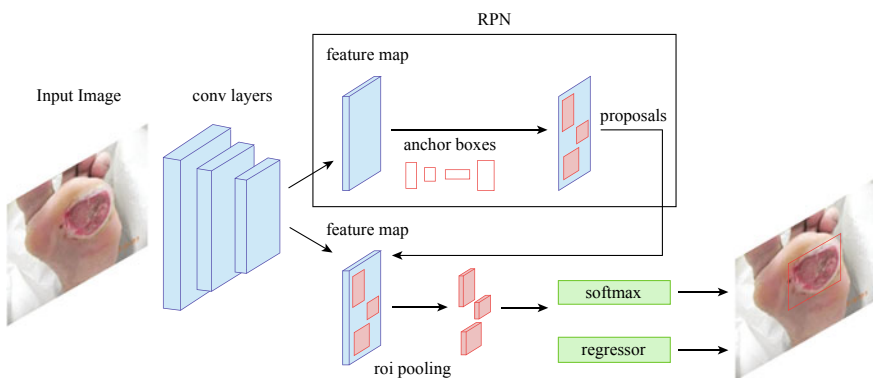 RPN
feature map
Input Image
conv layers
proposals
anchor boxes
feature map
softmax
regressor
roi pooling